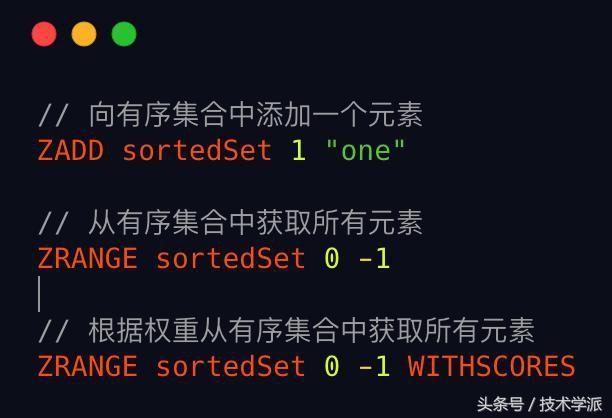 // 向有序集合中添加一个元素
ZADD sortedSet 1 "one"
// 从有序集合中获取所有元素
ZRANGE sortedSet 0 -1
// 根据权重从有序集合中获取所有元素
ZRANGE sortedSet 0 -1 WITHSCORES
头条号 / 技术学派